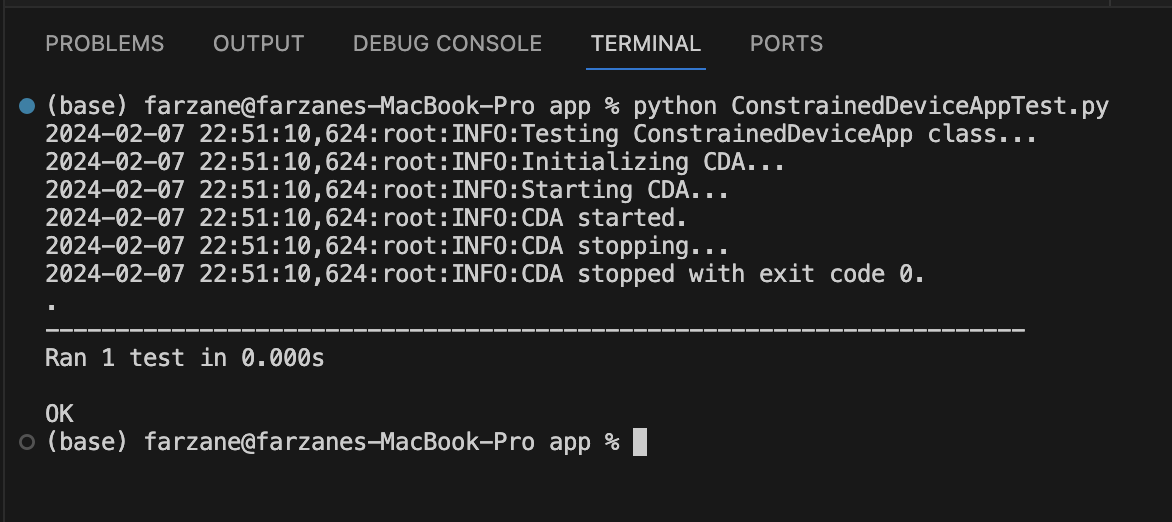 PROBLEMS OUTPUT DEBUG CONSOLE TERMINAL PORTS
(base) farzane@farzanes-MacBook-Pro app % python ConstrainedDeviceAppTest.py
2024-02-07 22:51:10,624:root:INFO:Testing ConstrainedDeviceApp class...
2024-02-07 22:51:10,624:root:INFO:Initializing CDA...
2024-02-07 22:51:10,624:root:INFO:Starting CDA...
2024-02-07 22:51:10,624:root:INFO:CDA started.
2024-02-07 22:51:10,624:root:INFO:CDA stopping...
2024-02-07 22:51:10,624:root:INFO:CDA stopped with exit code 0.
.
----------------------------------------------------------------------
Ran 1 test in 0.000s
OK
(base) farzane@farzanes-MacBook-Pro app %